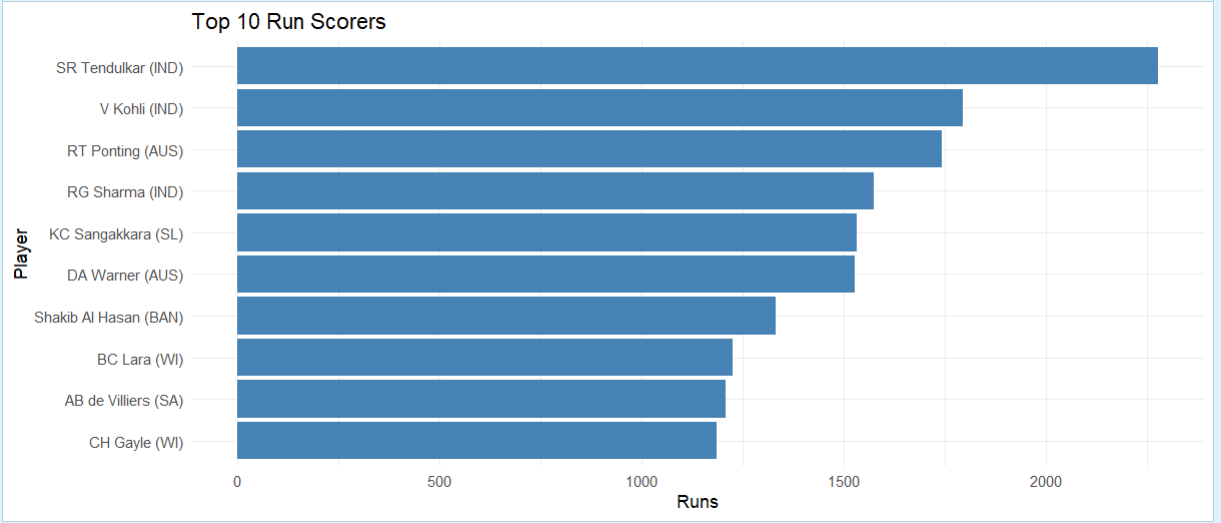 Top 10 Run Scorers
SR Tendulkar (IND)
V Kohli (IND)
RT Ponting (AUS)
RG Sharma (IND)
KC Sangakkara (SL)
DA Warner (AUS)
Shakib Al Hasan (BAN)
BC Lara (WI)
AB de Villiers (SA)
CH Gayle (WI)
Player
0 500 1000 1500 2000
Runs